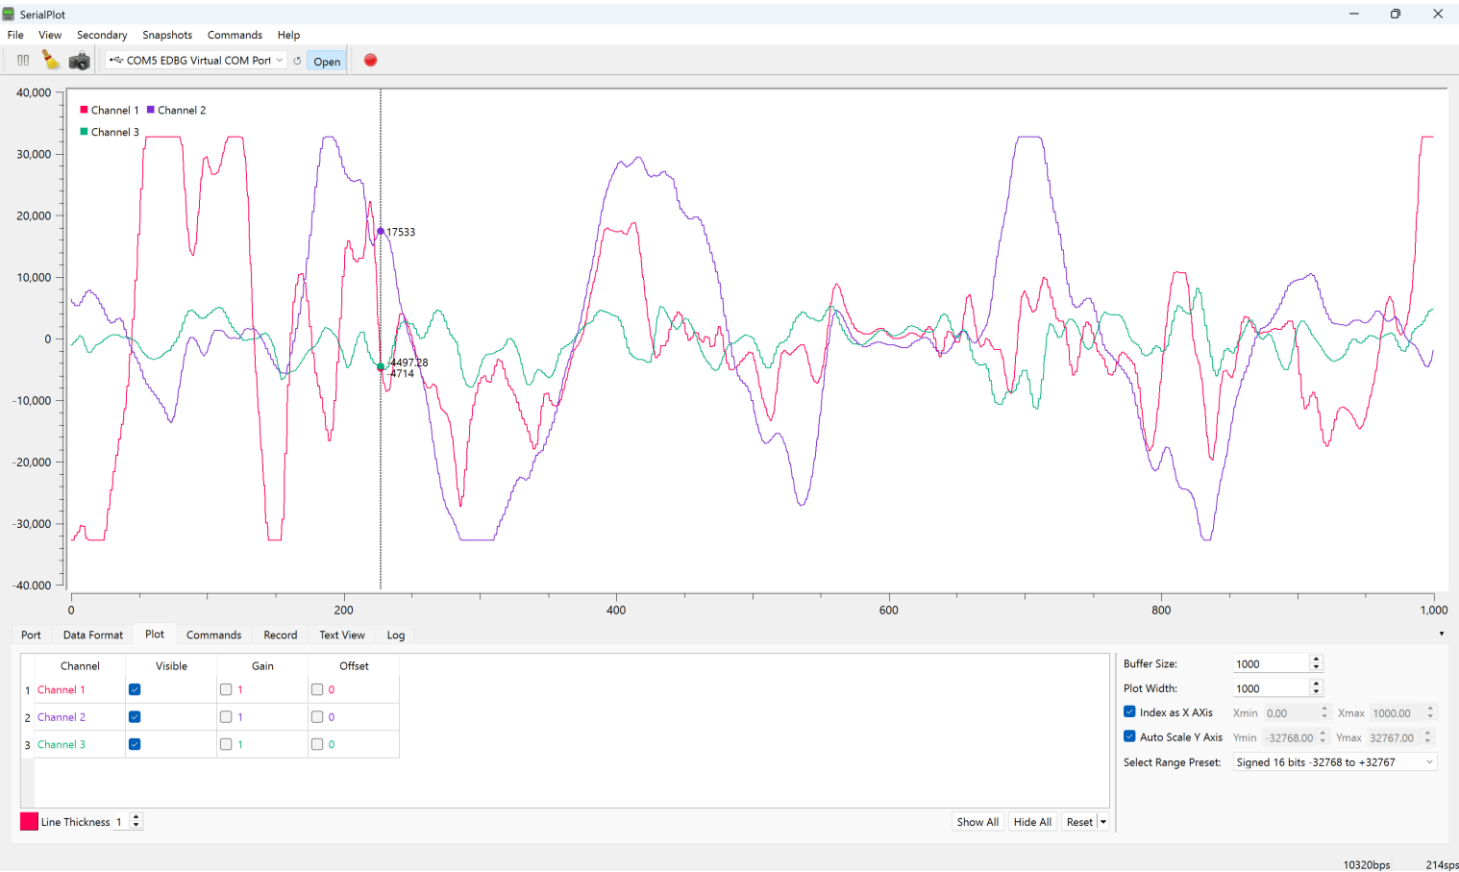 SerialPlot
File View Secondary Snapshots Commands Help
COM5 EDBG Virtual COM Port Open
40,000
30,000
20,000
10,000
0
-10,000
-20,000
-30,000
-40.000
Channel 1 Channel 2
Channel 3
17533
-4497.28
-4714
0 200 400 600 800 1,000
Port Data Format Plot Commands Record Text View Log
Channel Visible Gain Offset
1 Channel 1 1 0
2 Channel 2 1 0
3 Channel 3 1 0
Line Thickness 1
Show All Hide All Reset
Buffer Size: 1000
Plot Width: 1000
Index as X AXis Xmin 0.00 Xmax 1000.00
Auto Scale Y Axis Ymin -32768.00 Ymax 32767.00
Select Range Preset: Signed 16 bits -32768 to +32767
10320bps 214sps